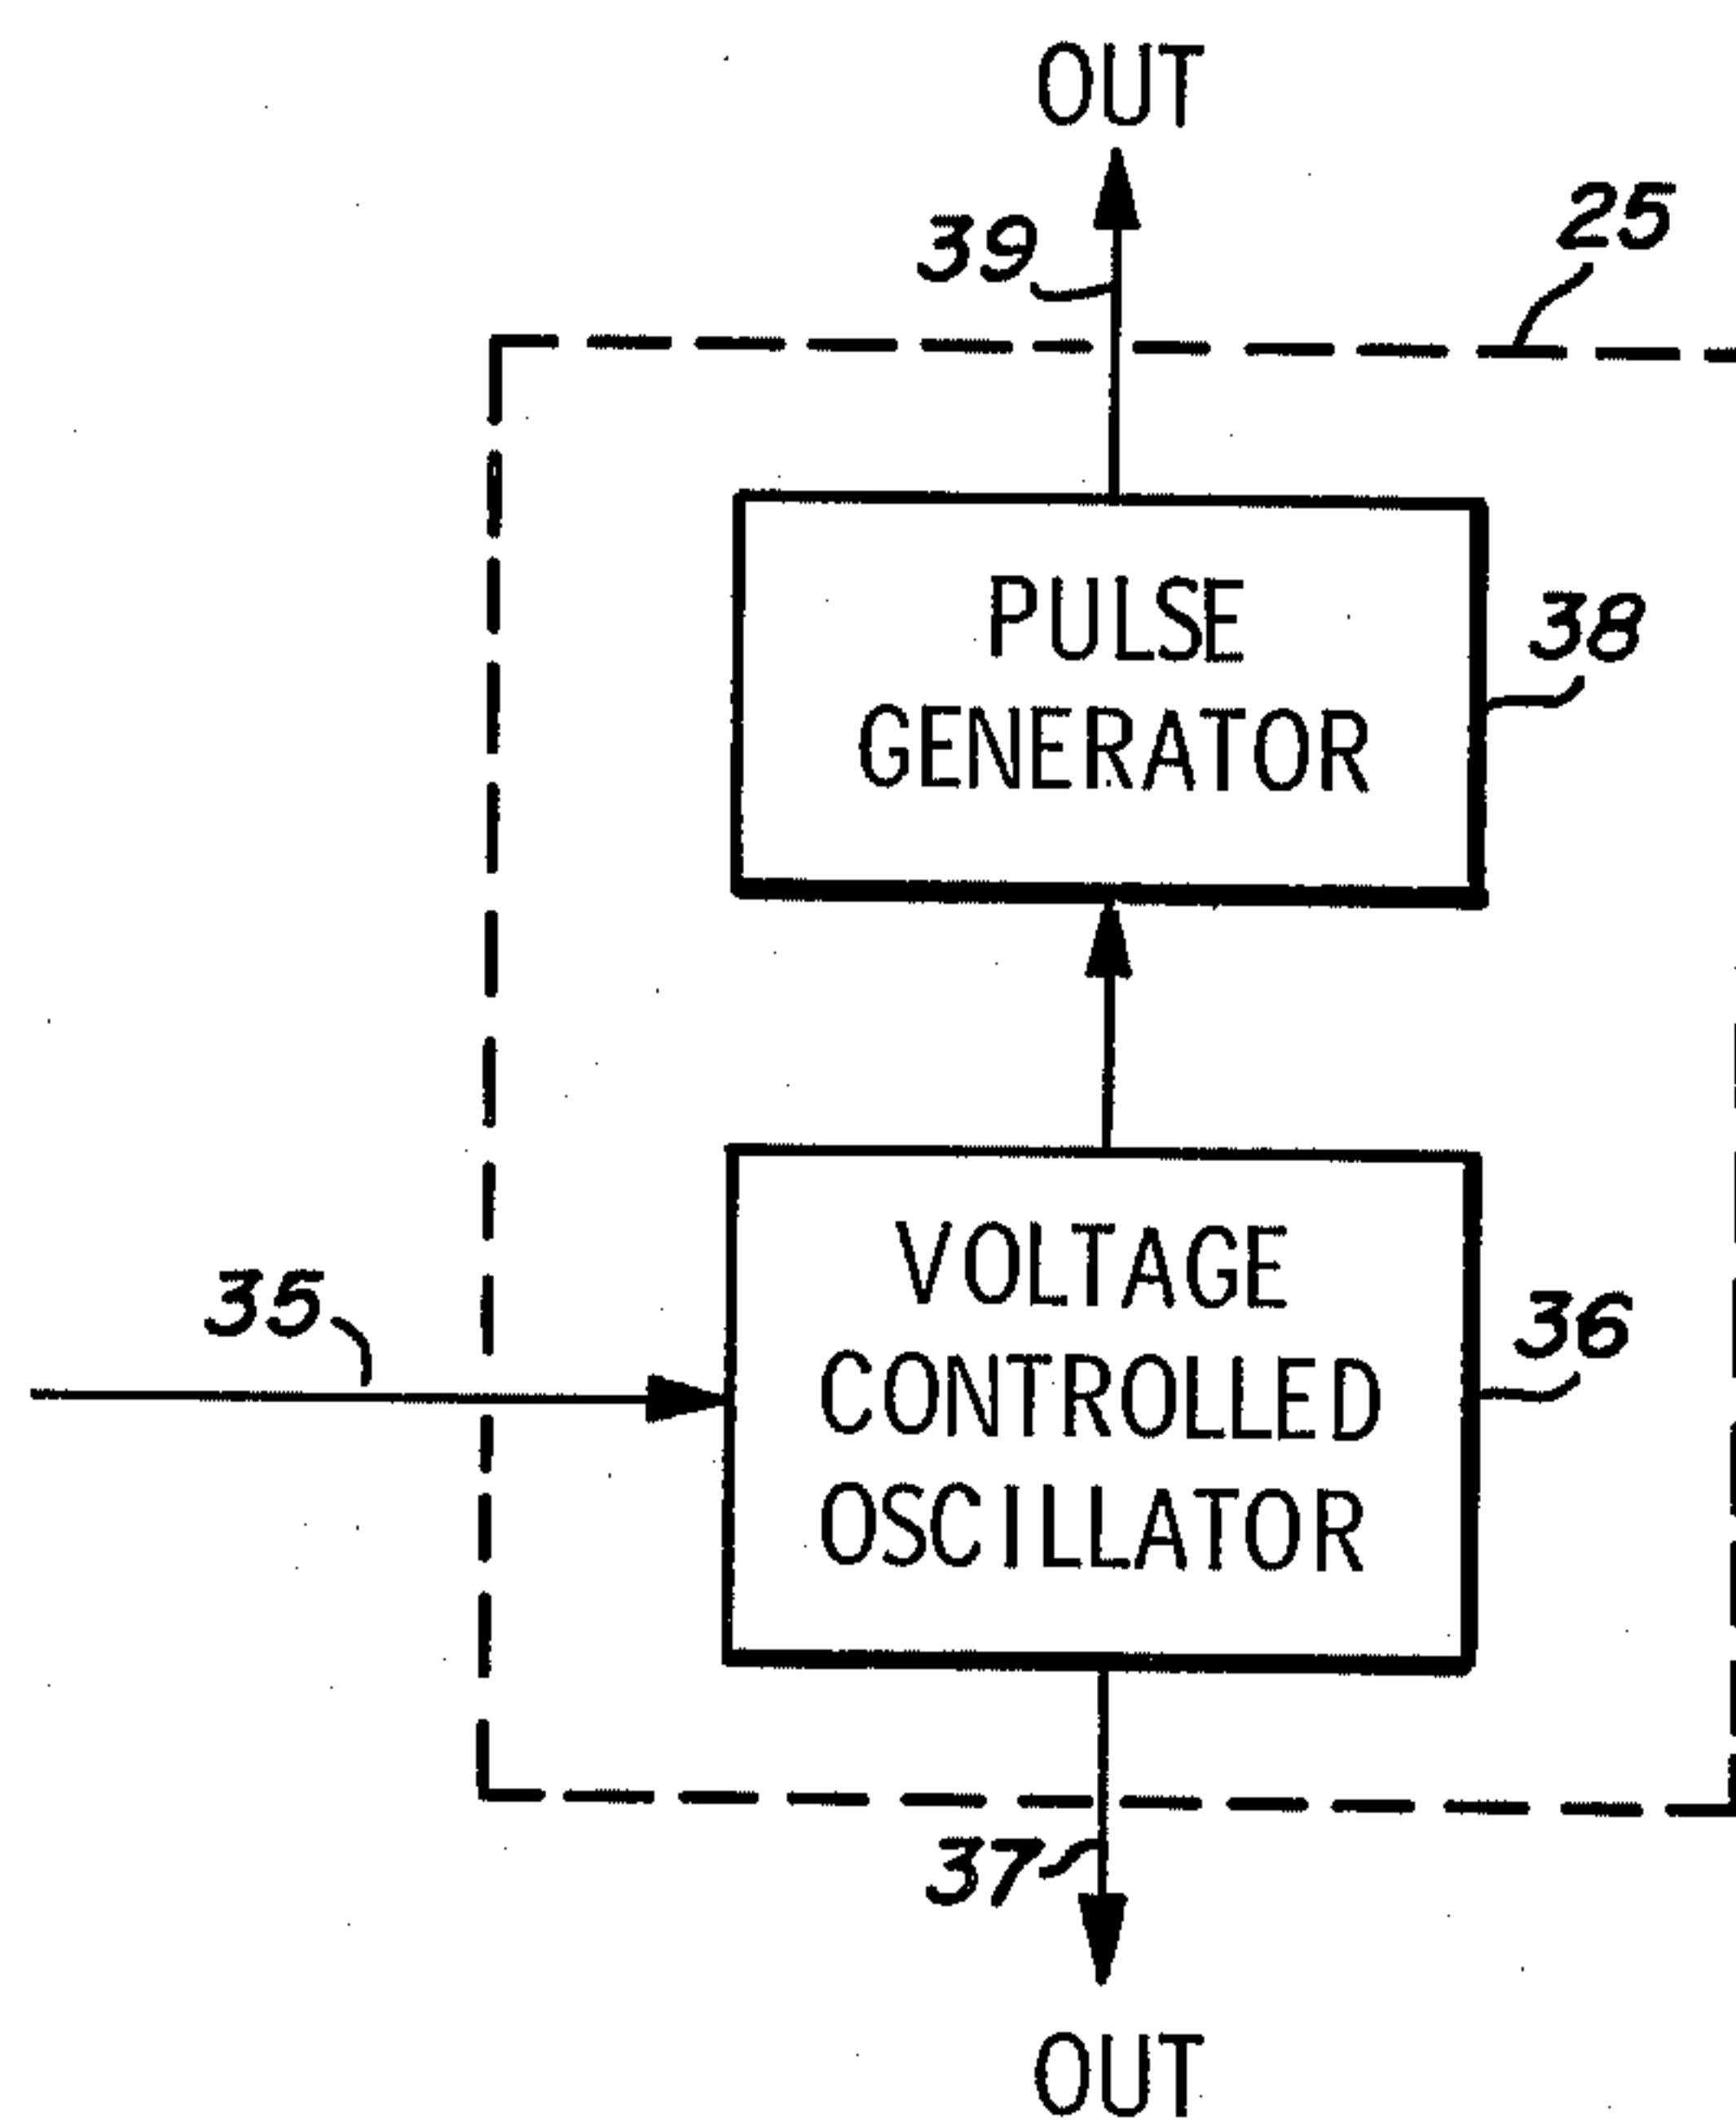 OUT
39
25
PULSE
GENERATOR
38
VOLTAGE
CONTROLLED
OSCILLATOR
35
36
37
OUT